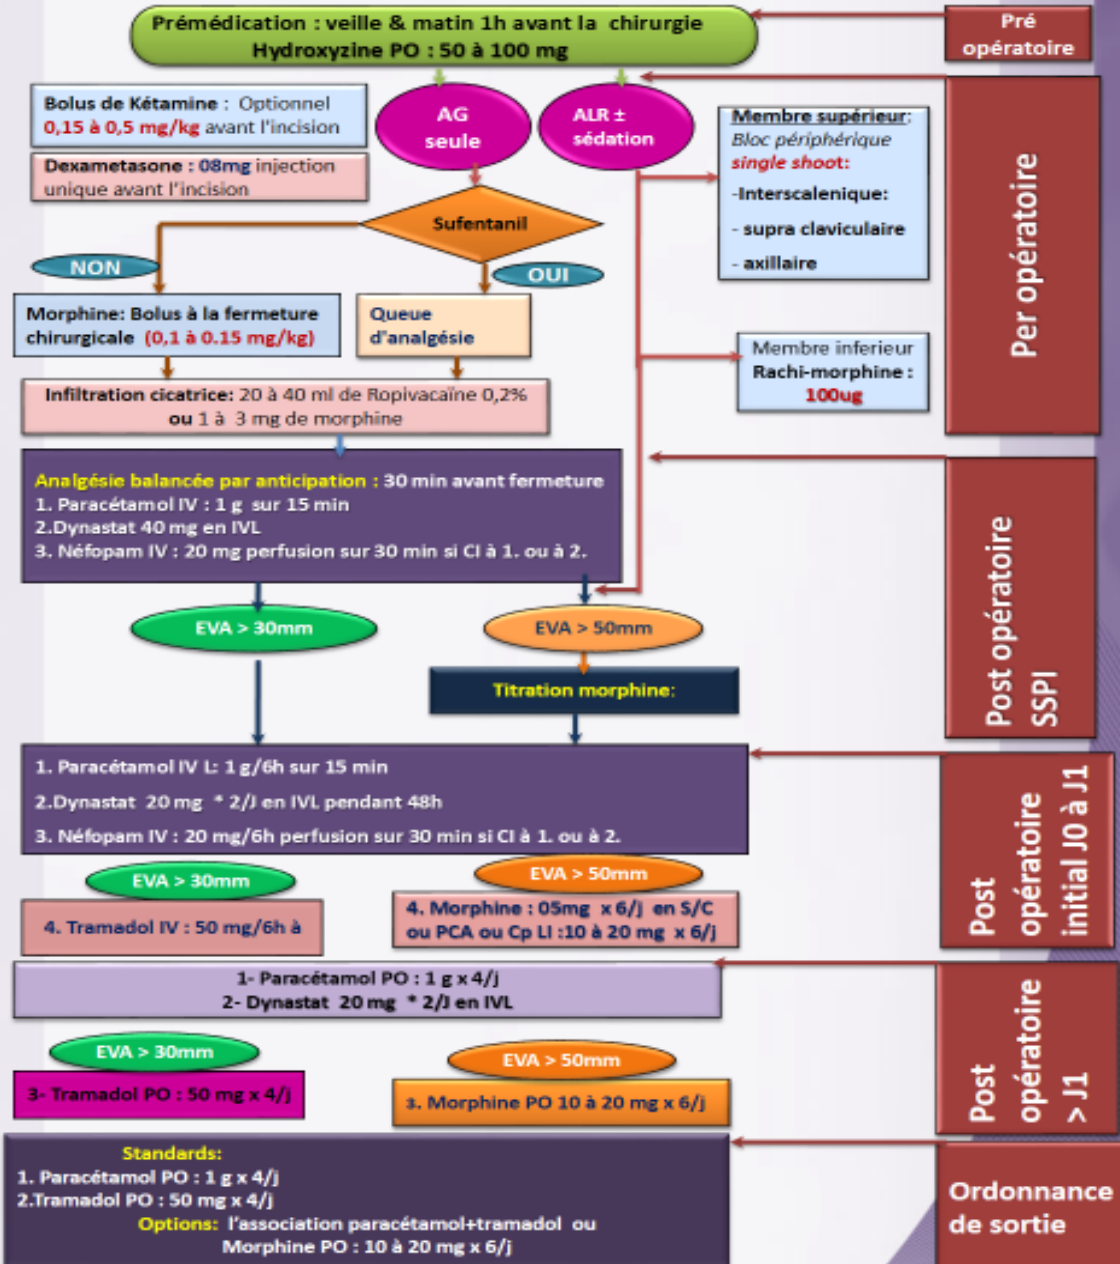 Prémédication : veille & matin 1h avant la chirurgie
Hydroxyzine PO : 50 à 100 mg
Pré
opératoire
Bolus de Kétamine : Optionnel
0,15 à 0,5 mg/kg avant l'incision
Dexametasone : 08mg injection
unique avant l'incision
AG
seule
ALR ±
sédation
Membre supérieur:
Bloc périphérique
single shoot:
-Interscalenique:
- supra claviculaire
- axillaire
Per opératoire
Sufentanil
NON
OUI
Morphine: Bolus à la fermeture
chirurgicale (0,1 à 0.15 mg/kg)
Queue
d'analgésie
Membre inferieur
Rachi-morphine :
100ug
Infiltration cicatrice: 20 à 40 ml de Ropivacaïne 0,2%
ou 1 à 3 mg de morphine
Analgésie balancée par anticipation : 30 min avant fermeture
1. Paracétamol IV : 1 g sur 15 min
2.Dynastat 40 mg en IVL
3. Néfopam IV : 20 mg perfusion sur 30 min si CI à 1. ou à 2.
Post opératoire
SSPI
EVA > 30mm
EVA > 50mm
Titration morphine:
1. Paracétamol IV L: 1 g/6h sur 15 min
2.Dynastat 20 mg * 2/J en IVL pendant 48h
3. Néfopam IV : 20 mg/6h perfusion sur 30 min si CI à 1. ou à 2.
Post
opératoire
initial J0 à J1
EVA > 30mm
EVA > 50mm
4. Tramadol IV : 50 mg/6h à
4. Morphine : 05mg x 6/j en S/C
ou PCA ou Cp LI :10 à 20 mg x 6/j
1- Paracétamol PO : 1 g x 4/j
2- Dynastat 20 mg * 2/J en IVL
Post
opératoire
> J1
EVA > 30mm
EVA > 50mm
3- Tramadol PO : 50 mg x 4/j
3. Morphine PO 10 à 20 mg x 6/j
Standards:
1. Paracétamol PO : 1 g x 4/j
2.Tramadol PO : 50 mg x 4/j
Options: l'association paracétamol+tramadol ou
Morphine PO : 10 à 20 mg x 6/j
Ordonnance
de sortie